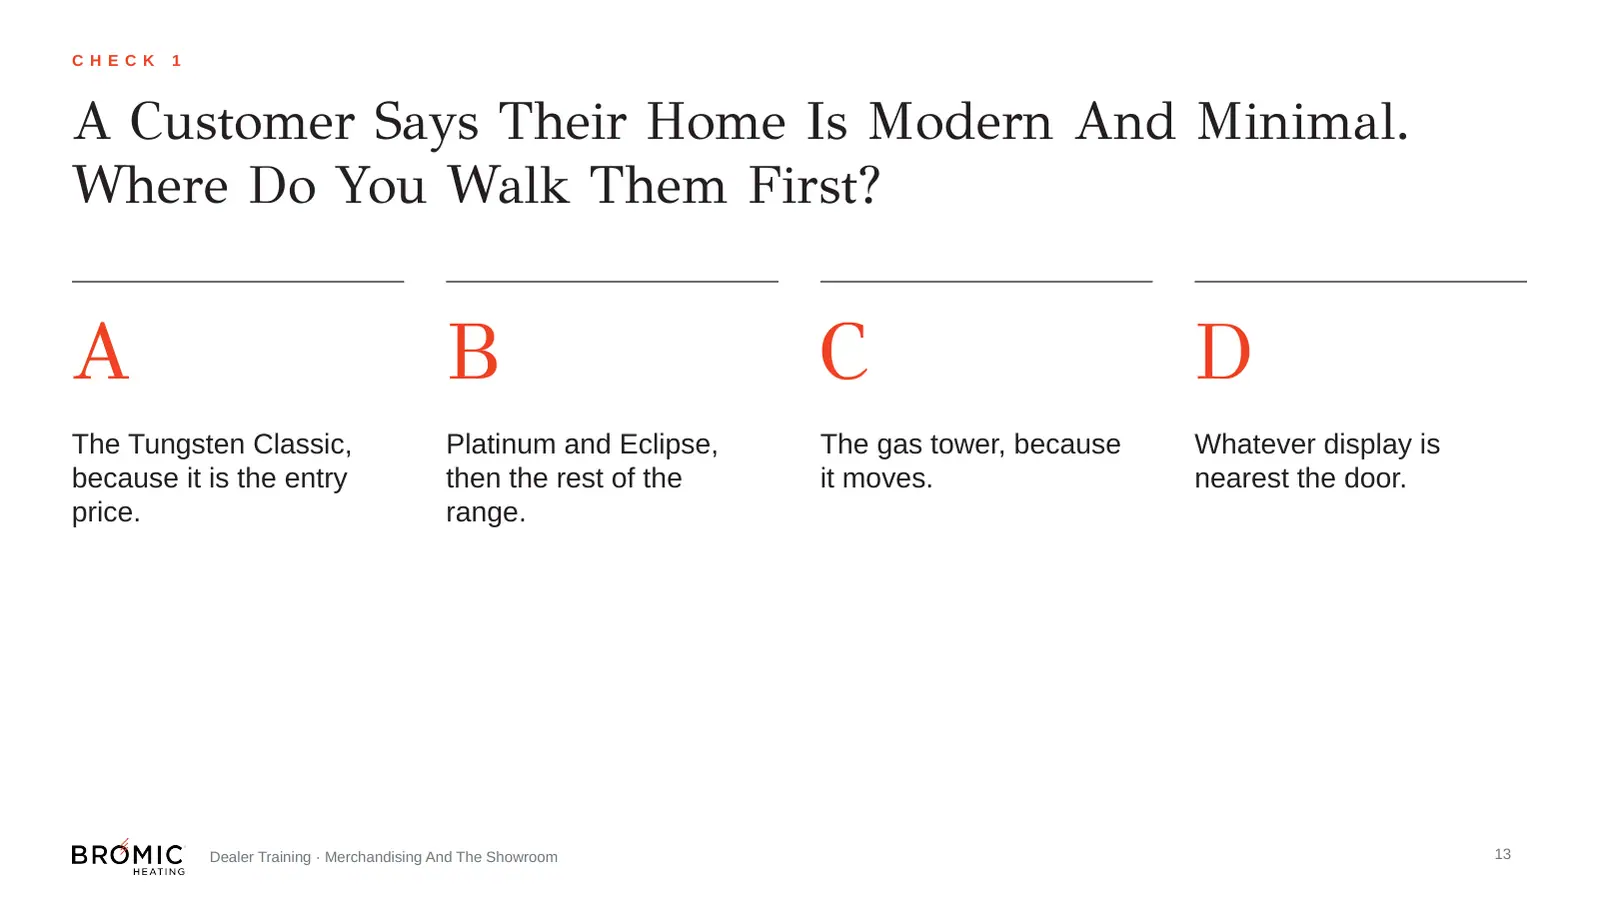 CHECK 1
A Customer Says Their Home Is Modern And Minimal.
Where Do You Walk Them First?
A
The Tungsten Classic,
because it is the entry
price.
B
Platinum and Eclipse,
then the rest of the
range.
C
The gas tower, because
it moves.
D
Whatever display is
nearest the door.
BROMIC
HEATING
Dealer Training · Merchandising And The Showroom
13